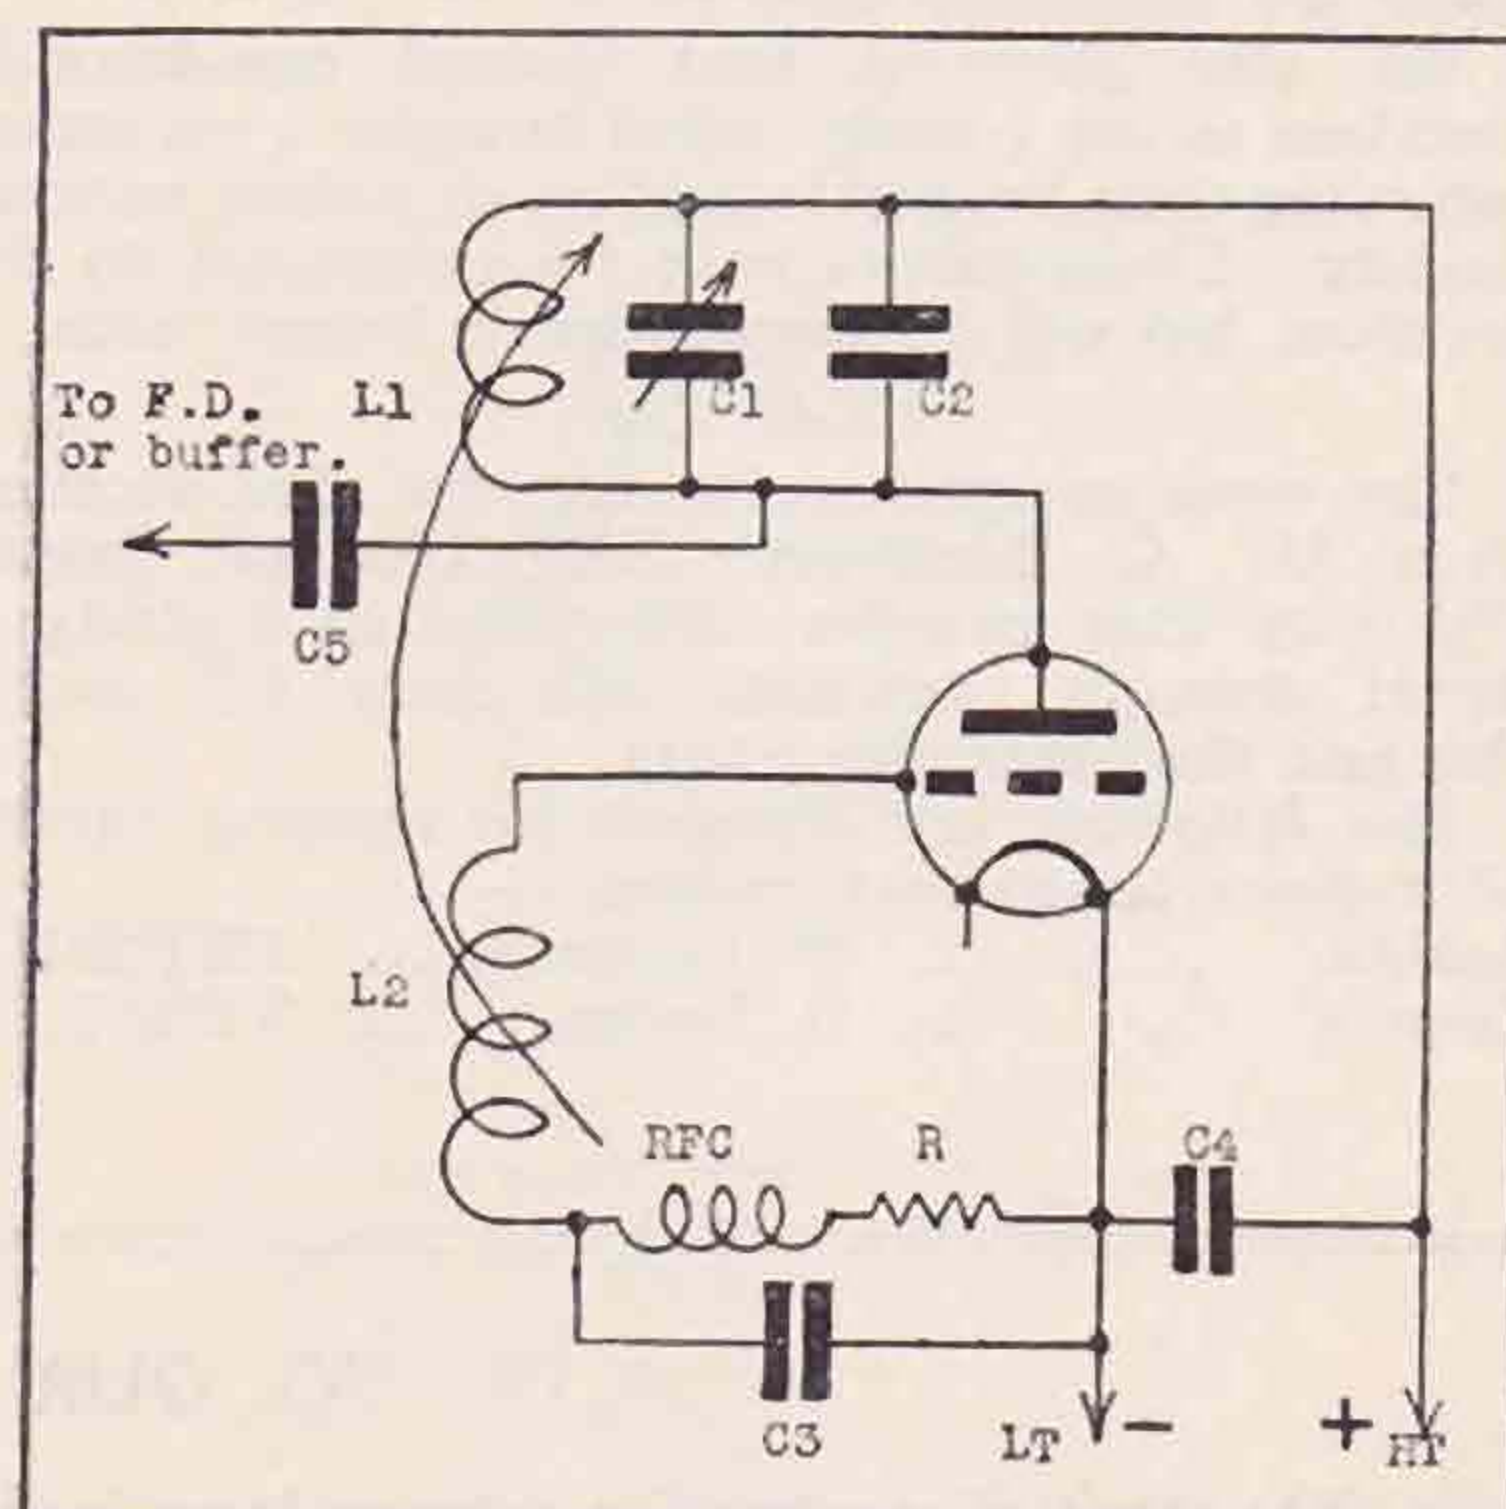 To F.D.
or buffer.
L1
C1
C2
C5
L2
RFC
R
C4
C3
LT -
+ HT